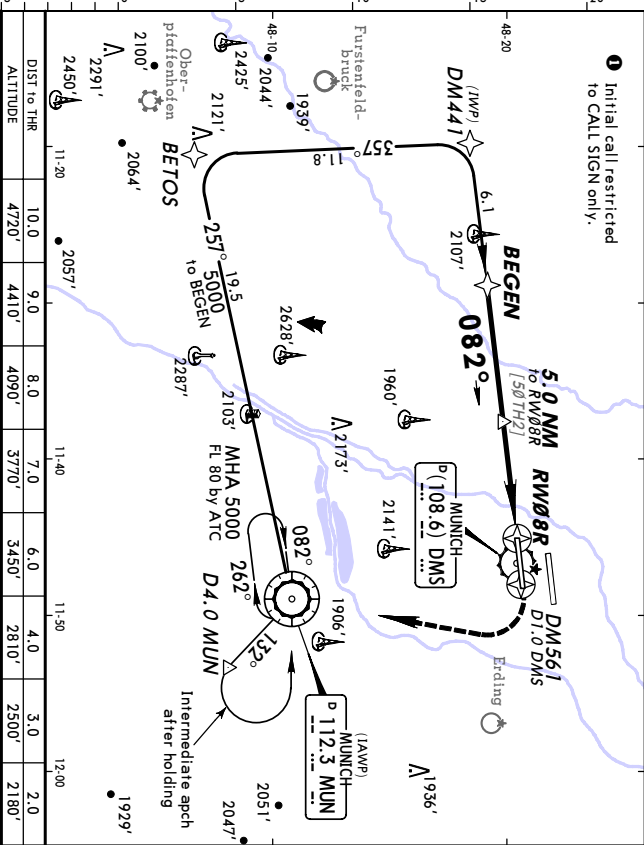 ❶ Initial call restricted
to CALL SIGN only.
48-20
48-10
11-20
11-40
11-50
12-00
(IWP)
DM441
6.1
2107'
BEGEN
082°
5.0 NM
to RWØ8R
[5ØTH2]
RWØ8R
DM561
D1.0 DMS
MUNICH
D (108.6) DMS
Erding
Furstenfeld-
bruck
357°
11.8
1960'
2173'
2141'
1906'
1936'
2044'
1939'
2425'
Ober-
pfaffenhofen
2100'
2291'
2450'
2121'
BETOS
2064'
2057'
257°
19.5
5000
to BEGEN
2628'
2287'
2103'
MHA 5000
FL 80 by ATC
082°
262°
D4.0 MUN
132°
(IAWP)
MUNICH
D 112.3 MUN
Intermediate apch
after holding
2051'
2047'
1929'
DIST to THR 10.0 9.0 8.0 7.0 6.0 4.0 3.0 2.0
ALTITUDE 4720' 4410' 4090' 3770' 3450' 2810' 2500' 2180'